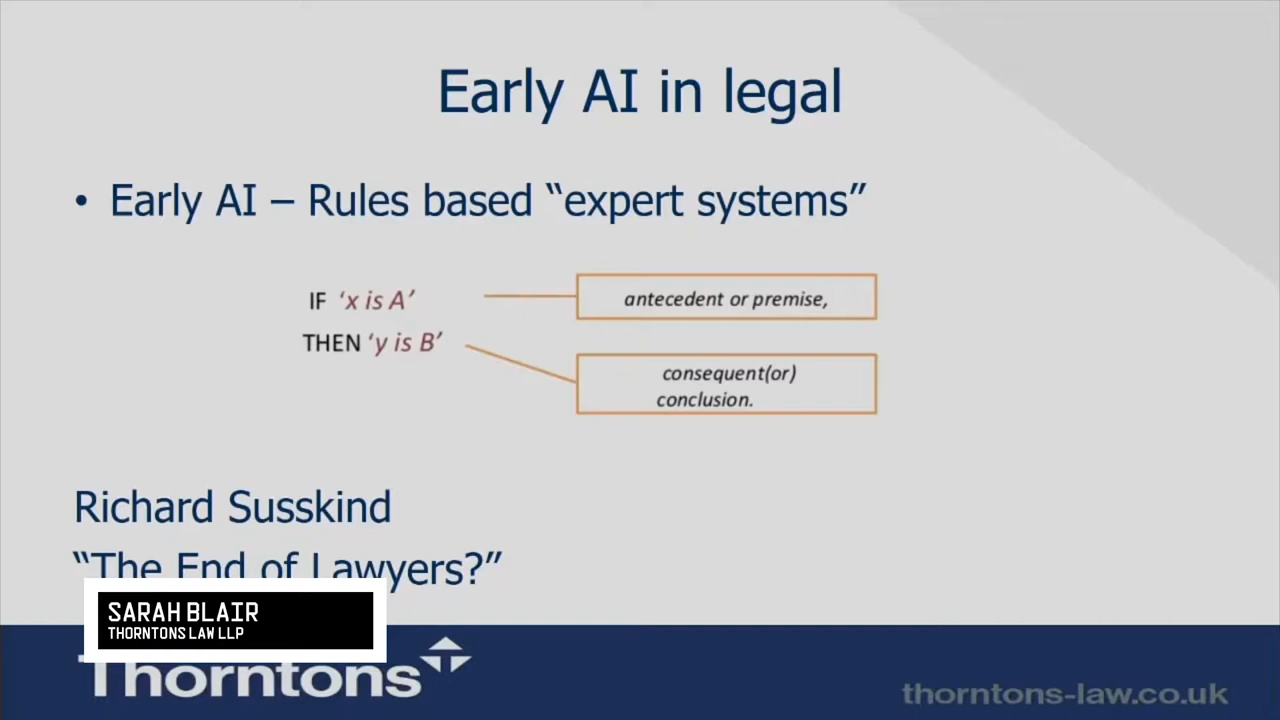 Early AI in legal
• Early AI – Rules based “expert systems”
IF ‘x is A’
antecedent or premise,
THEN ‘y is B’
consequent(or)
conclusion.
Richard Susskind
“The End of Lawyers?”
SARAH BLAIR
THORNTONS LAW LLP
Thorntons
thorntons-law.co.uk